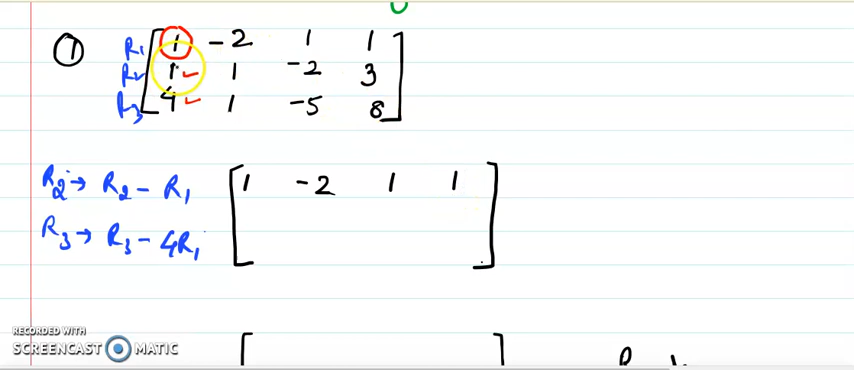 ① R₁ 1 -2 1 1
R₂ 1 ✓ 1 -2 3
R₃ 4 ✓ 1 -5 8
R₂ → R₂ - R₁ 1 -2 1 1
R₃ → R₃ - 4R₁
RECORDED WITH
SCREENCAST MATIC